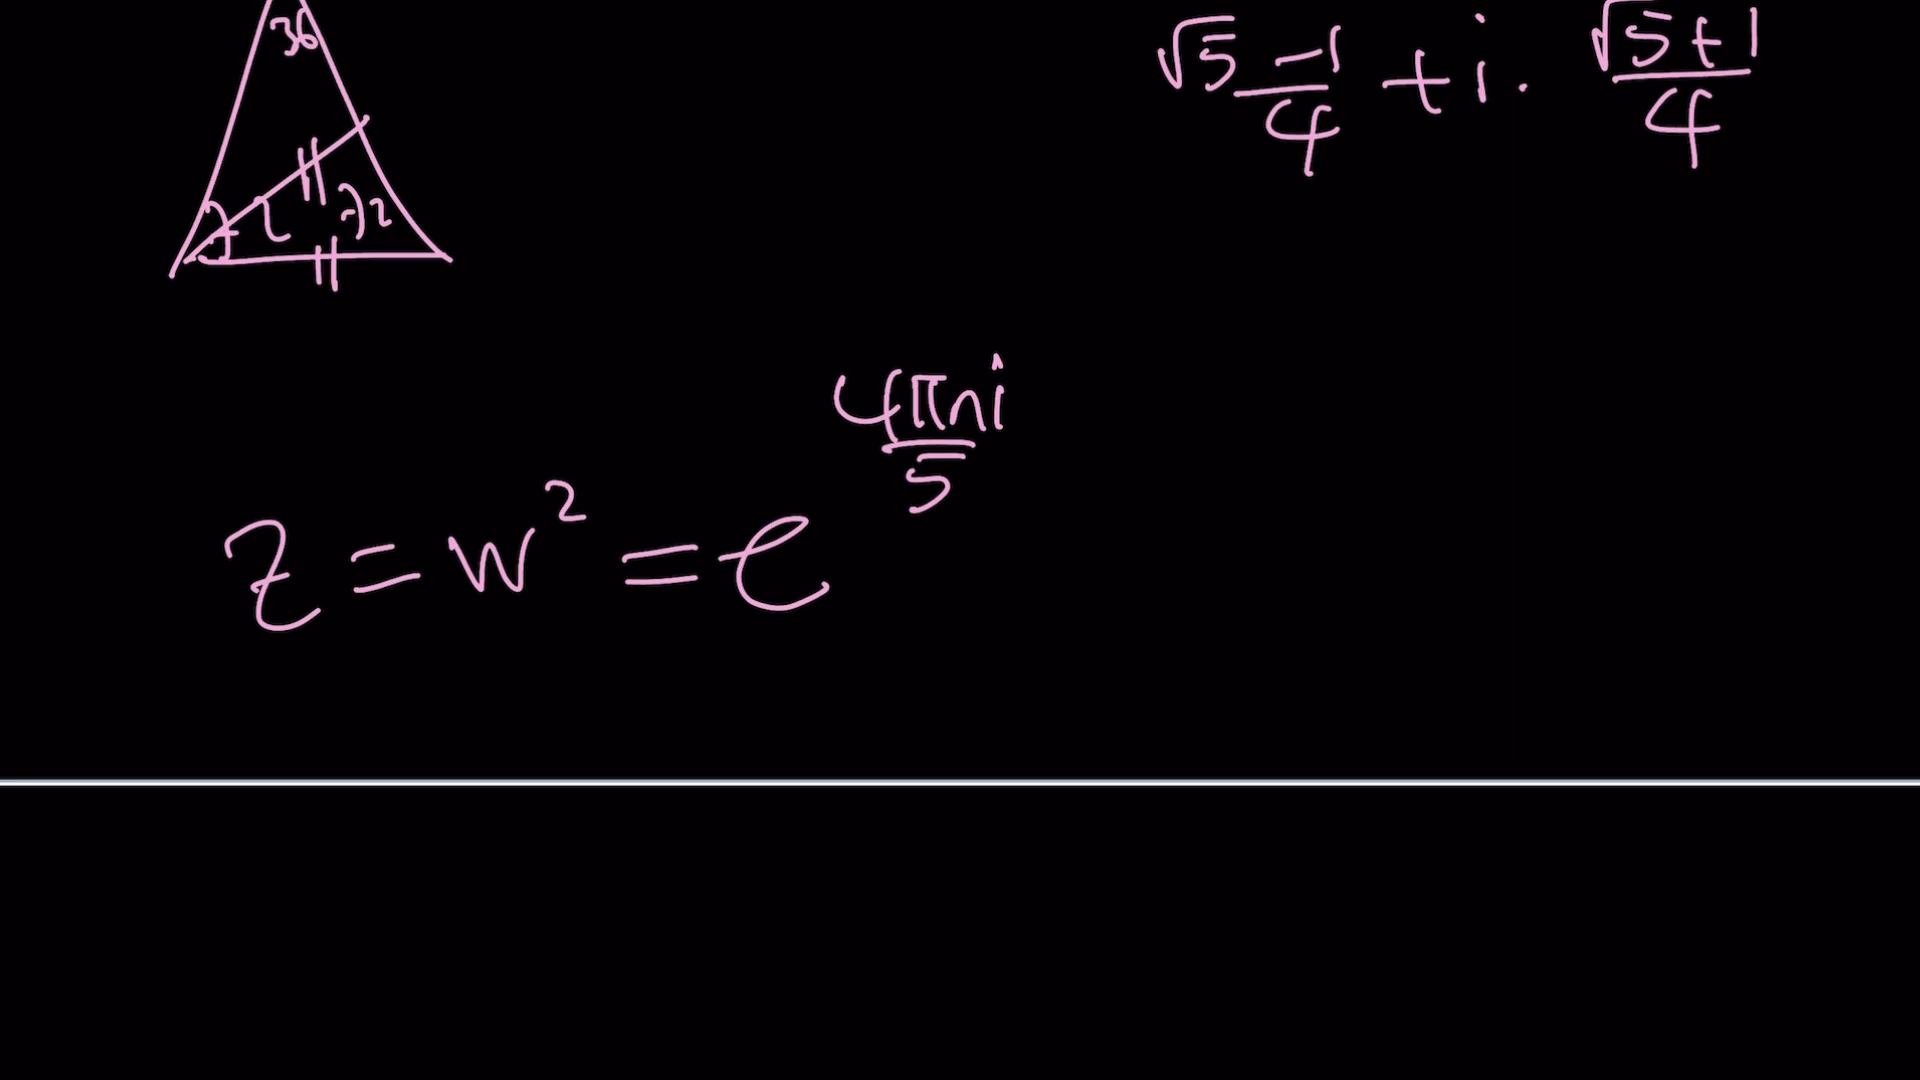 36
72
(√5 - 1)/4 + i · (√5 + 1)/4
z = w² = e^(4πni/5)